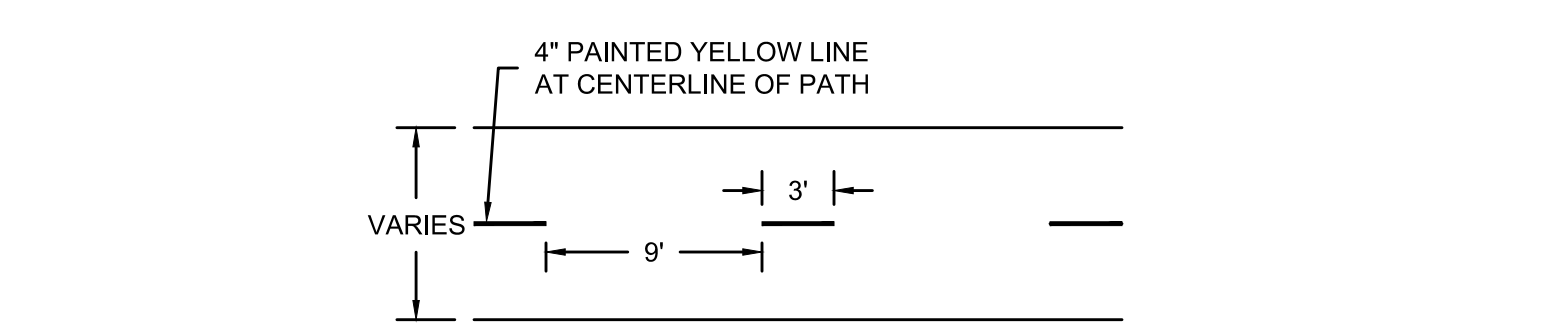 4" PAINTED YELLOW LINE
AT CENTERLINE OF PATH
3'
VARIES
9'